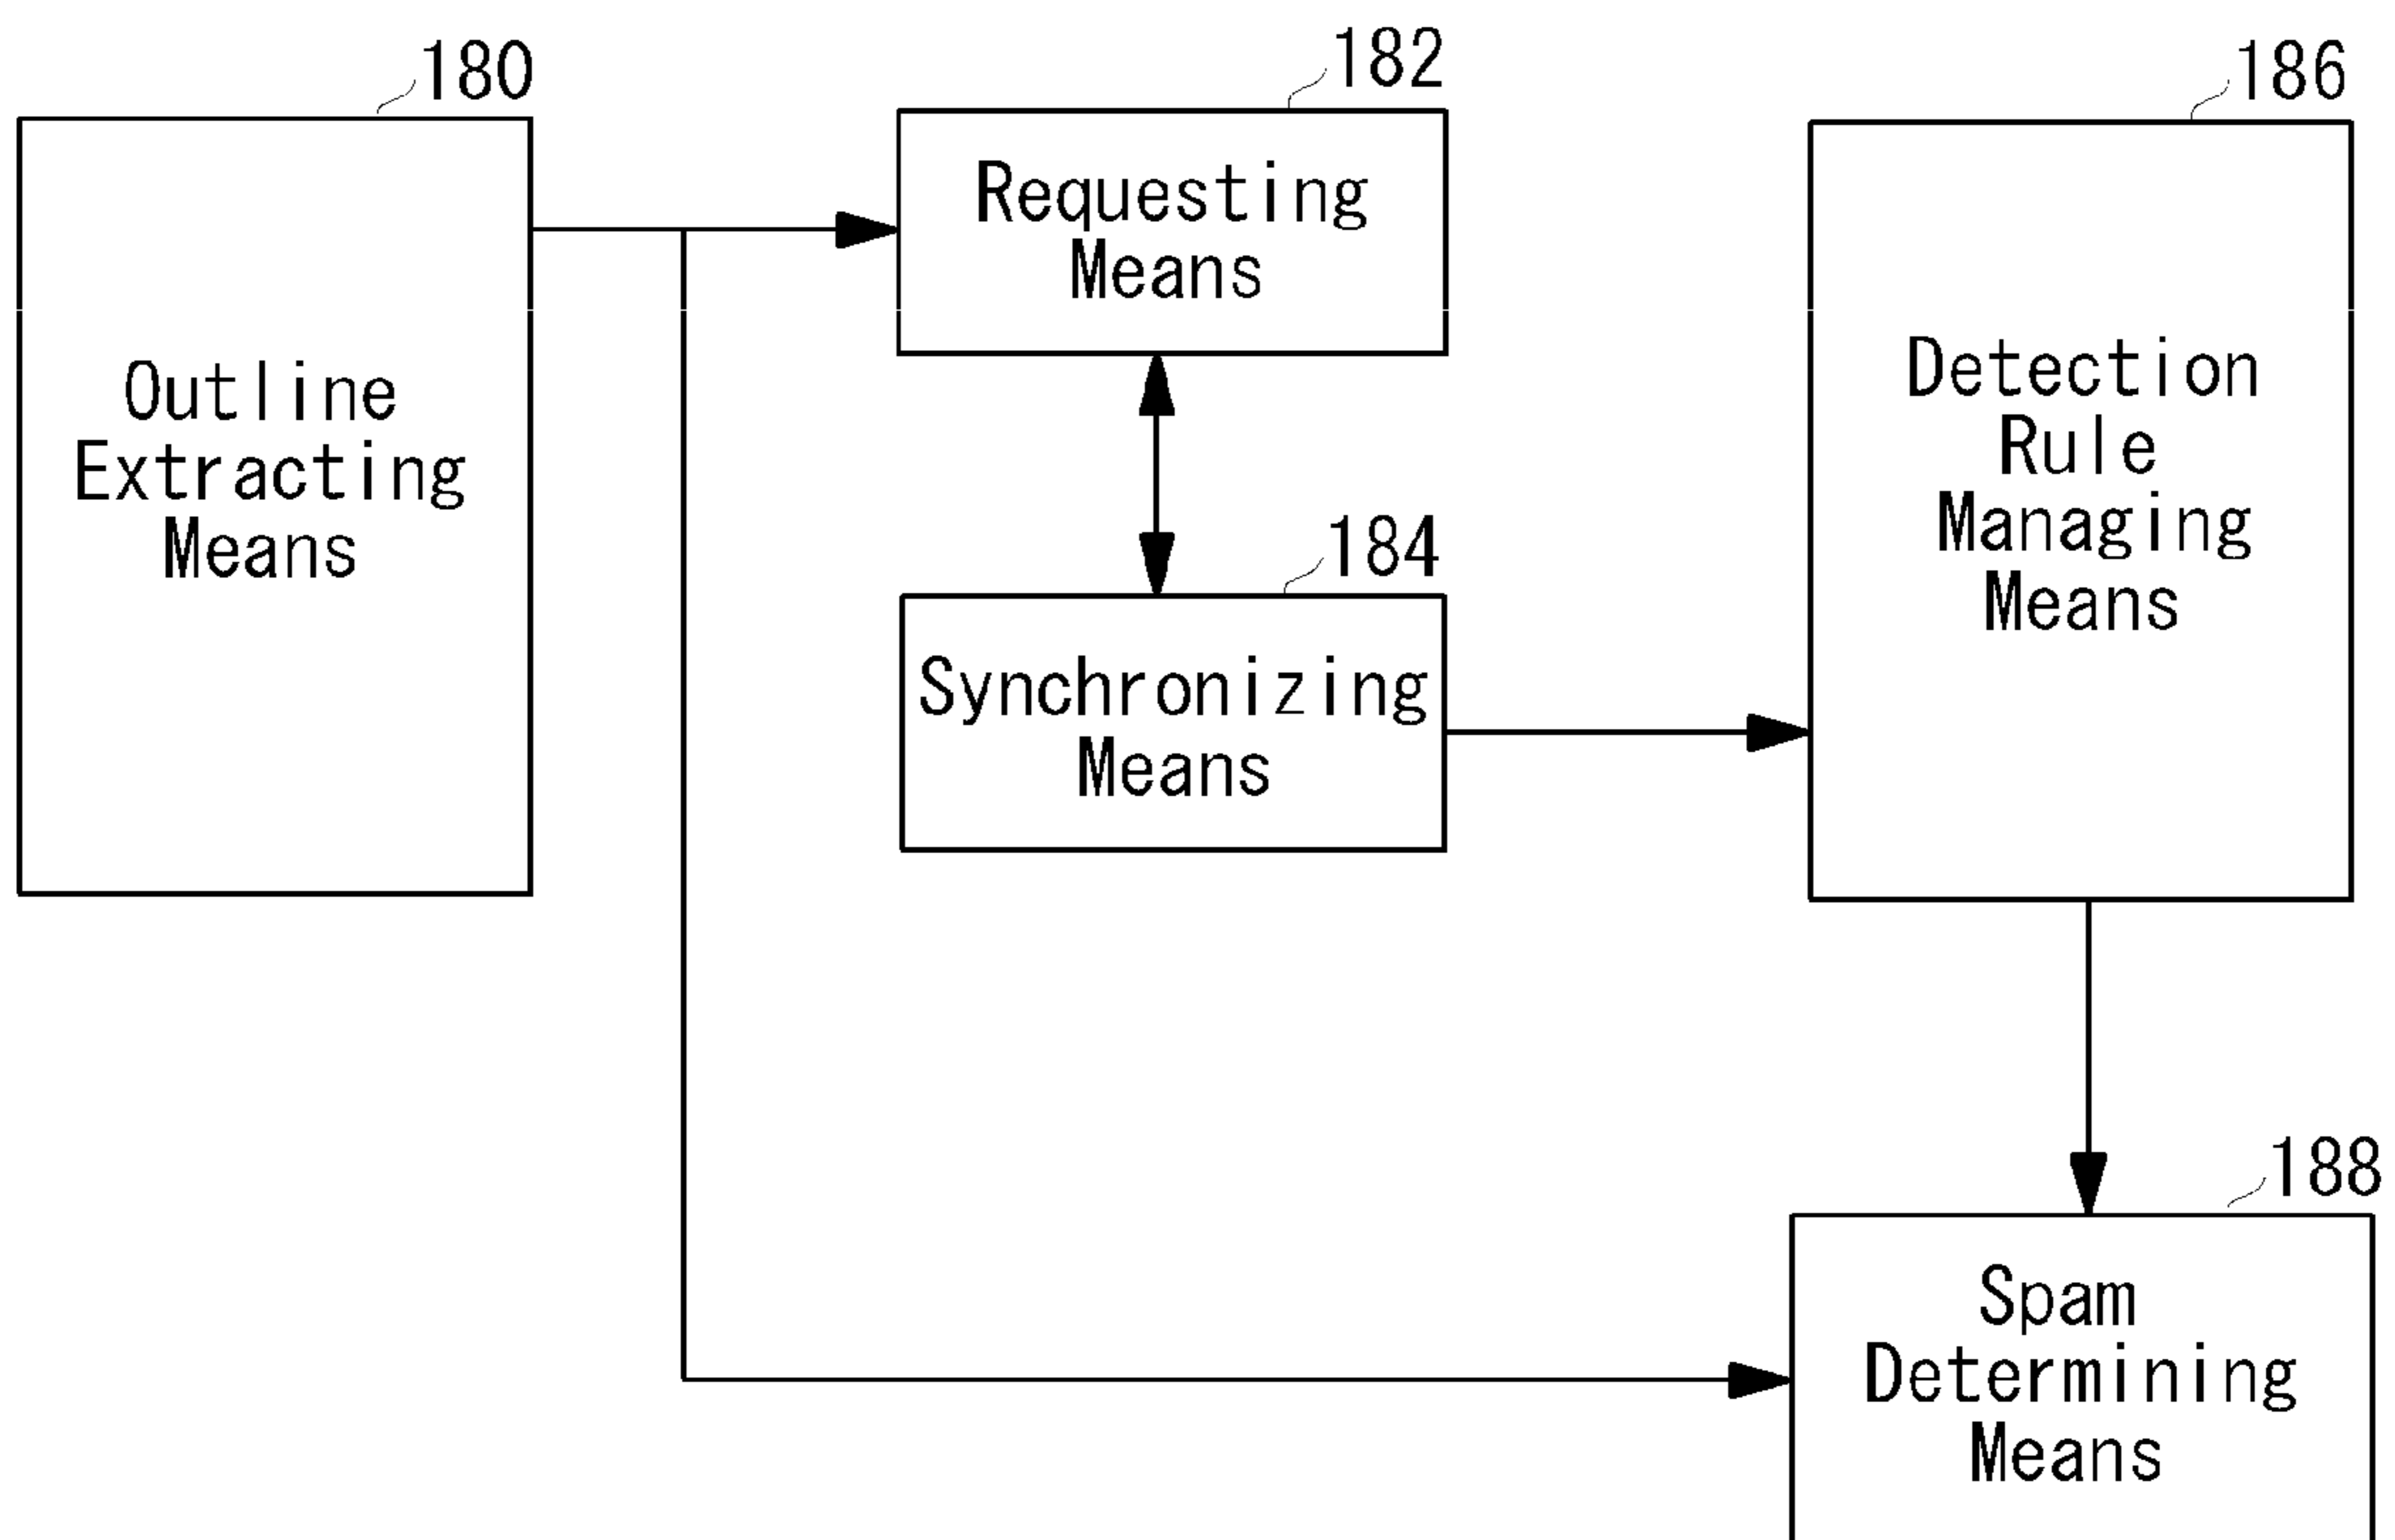 180
Outline
Extracting
Means
182
Requesting
Means
184
Synchronizing
Means
186
Detection
Rule
Managing
Means
188
Spam
Determining
Means